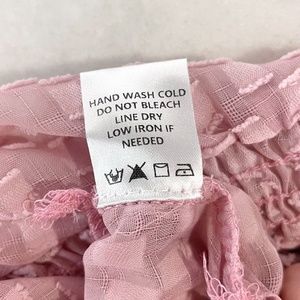 HAND WASH COLD
DO NOT BLEACH
LINE DRY
LOW IRON IF
NEEDED